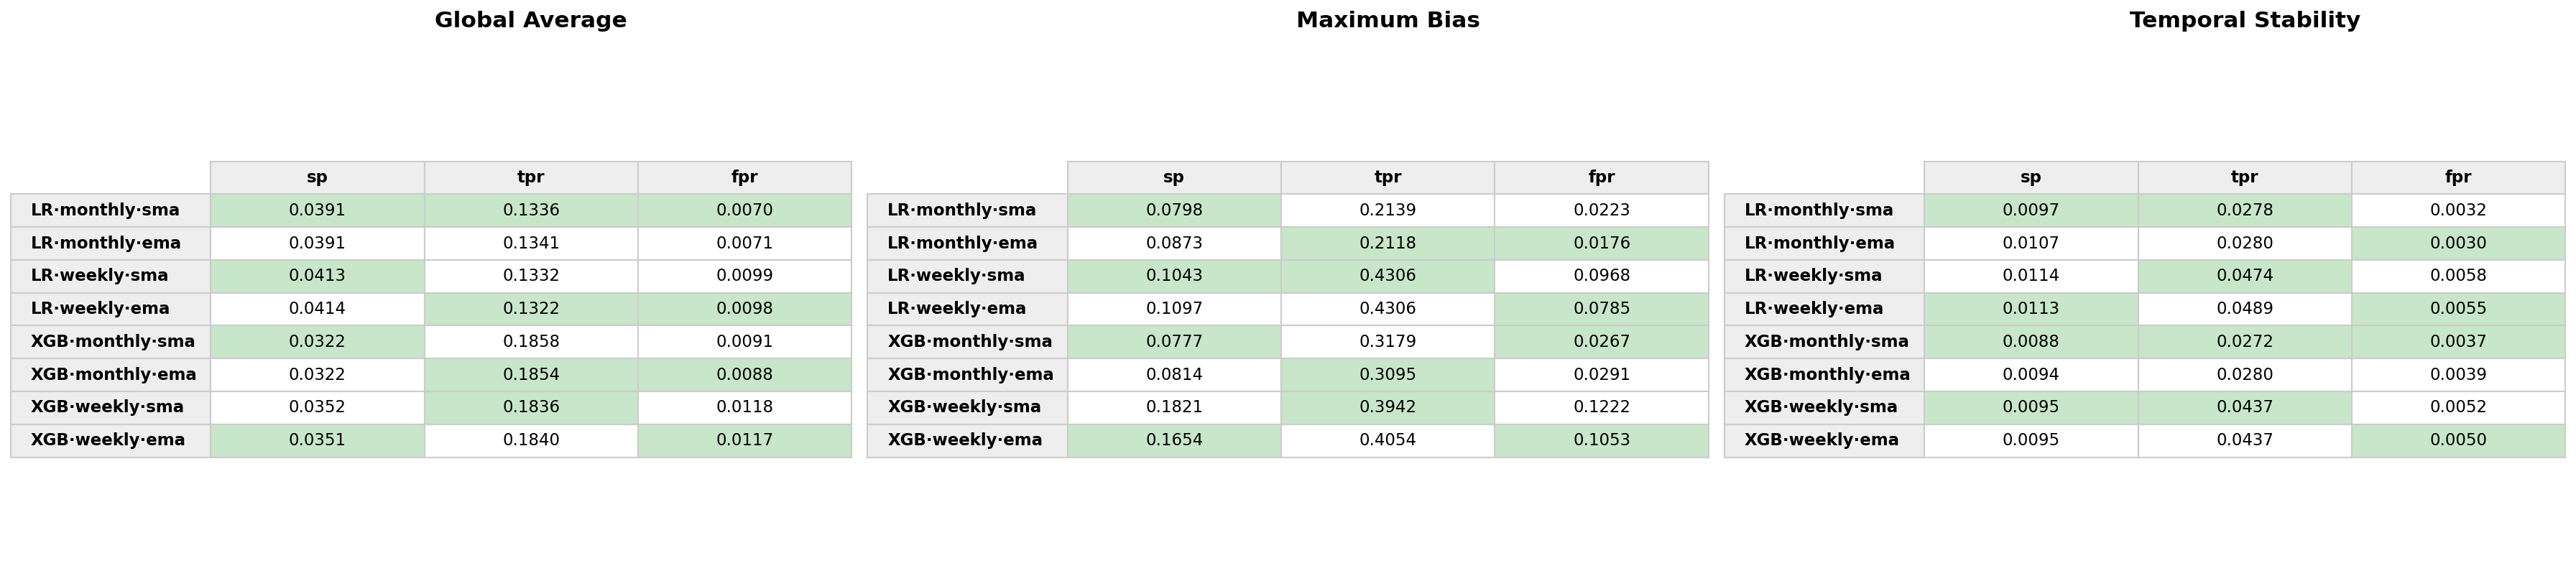 Global Average
sp tpr fpr
LR·monthly·sma 0.0391 0.1336 0.0070
LR·monthly·ema 0.0391 0.1341 0.0071
LR·weekly·sma 0.0413 0.1332 0.0099
LR·weekly·ema 0.0414 0.1322 0.0098
XGB·monthly·sma 0.0322 0.1858 0.0091
XGB·monthly·ema 0.0322 0.1854 0.0088
XGB·weekly·sma 0.0352 0.1836 0.0118
XGB·weekly·ema 0.0351 0.1840 0.0117
Maximum Bias
sp tpr fpr
LR·monthly·sma 0.0798 0.2139 0.0223
LR·monthly·ema 0.0873 0.2118 0.0176
LR·weekly·sma 0.1043 0.4306 0.0968
LR·weekly·ema 0.1097 0.4306 0.0785
XGB·monthly·sma 0.0777 0.3179 0.0267
XGB·monthly·ema 0.0814 0.3095 0.0291
XGB·weekly·sma 0.1821 0.3942 0.1222
XGB·weekly·ema 0.1654 0.4054 0.1053
Temporal Stability
sp tpr fpr
LR·monthly·sma 0.0097 0.0278 0.0032
LR·monthly·ema 0.0107 0.0280 0.0030
LR·weekly·sma 0.0114 0.0474 0.0058
LR·weekly·ema 0.0113 0.0489 0.0055
XGB·monthly·sma 0.0088 0.0272 0.0037
XGB·monthly·ema 0.0094 0.0280 0.0039
XGB·weekly·sma 0.0095 0.0437 0.0052
XGB·weekly·ema 0.0095 0.0437 0.0050